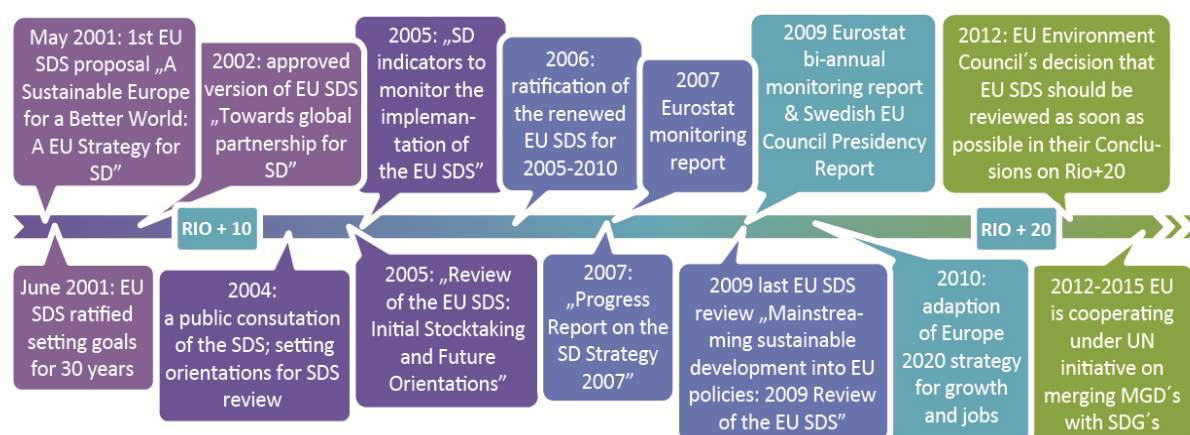 May 2001: 1st EU
SDS proposal „A
Sustainable Europe
for a Better World:
A EU Strategy for
SD”
2002: approved
version of EU SDS
„Towards global
partnership for
SD”
2005: „SD
indicators to
monitor the
impleman-
tation of
the EU SDS”
2006:
ratification of
the renewed
EU SDS for
2005-2010
2007
Eurostat
monitoring
report
2009 Eurostat
bi-annual
monitoring report
& Swedish EU
Council Presidency
Report
2012: EU Environment
Council´s decision that
EU SDS should be
reviewed as soon as
possible in their Conclu-
sions on Rio+20
RIO + 10
RIO + 20
June 2001: EU
SDS ratified
setting goals
for 30 years
2004:
a public consutation
of the SDS; setting
orientations for SDS
review
2005: „Review
of the EU SDS:
Initial Stocktaking
and Future
Orientations”
2007:
„Progress
Report on the
SD Strategy
2007”
2009 last EU SDS
review „Mainstrea-
ming sustainable
development into EU
policies: 2009 Review
of the EU SDS”
2010:
adaption
of Europe
2020 strategy
for growth
and jobs
2012-2015 EU
is cooperating
under UN
initiative on
merging MGD´s
with SDG´s